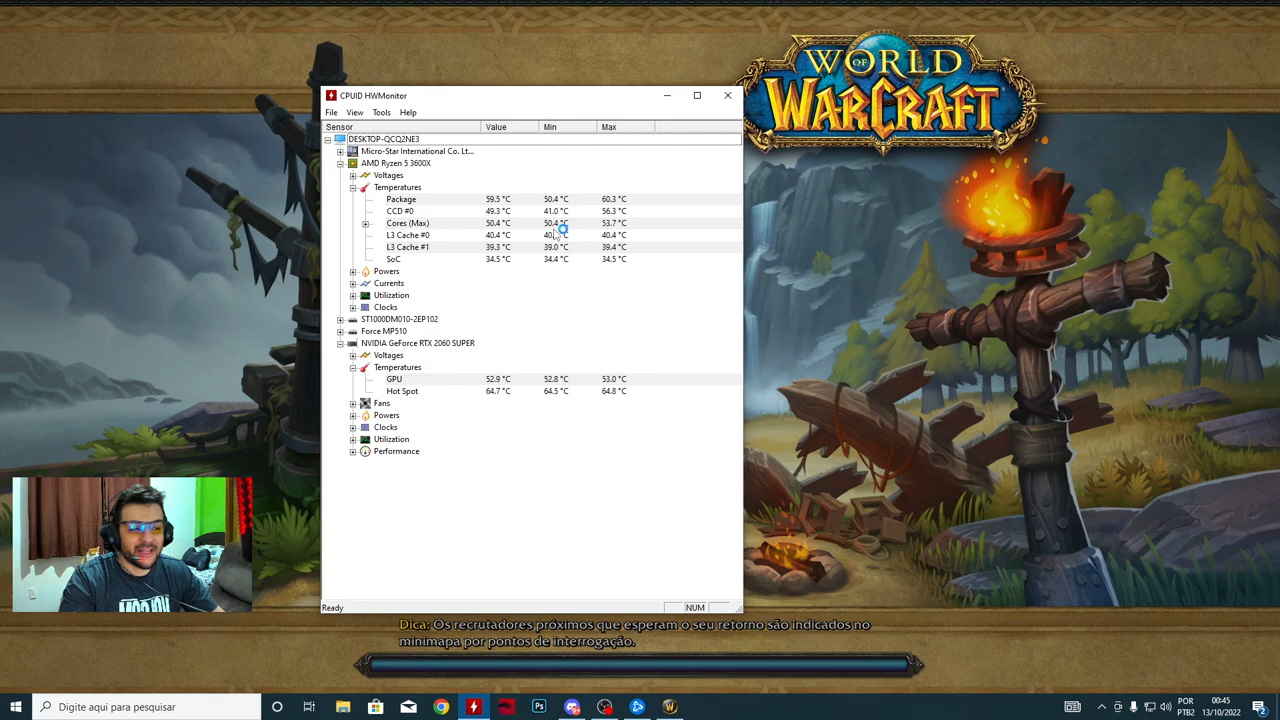 WORLD
OF
WARCRAFT
CPUID HWMonitor
File View Tools Help
Sensor Value Min Max
DESKTOP-QCQ2NE3
Micro-Star International Co. Lt...
AMD Ryzen 5 3600X
Voltages
Temperatures
Package 59.5 °C 50.4 °C 60.3 °C
CCD #0 49.3 °C 41.0 °C 56.3 °C
Cores (Max) 50.4 °C 50.4 °C 53.7 °C
L3 Cache #0 40.4 °C 40. °C 40.4 °C
L3 Cache #1 39.3 °C 39.0 °C 39.4 °C
SoC 34.5 °C 34.4 °C 34.5 °C
Powers
Currents
Utilization
Clocks
ST1000DM010-2EP102
Force MP510
NVIDIA GeForce RTX 2060 SUPER
Voltages
Temperatures
GPU 52.9 °C 52.8 °C 53.0 °C
Hot Spot 64.7 °C 64.5 °C 64.8 °C
Fans
Powers
Clocks
Utilization
Performance
Ready NUM
Dica: Os recrutadores próximos que esperam o seu retorno são indicados no
minimapa por pontos de interrogação.
Digite aqui para pesquisar
Ps
POR
PTB2
00:45
13/10/2022
2